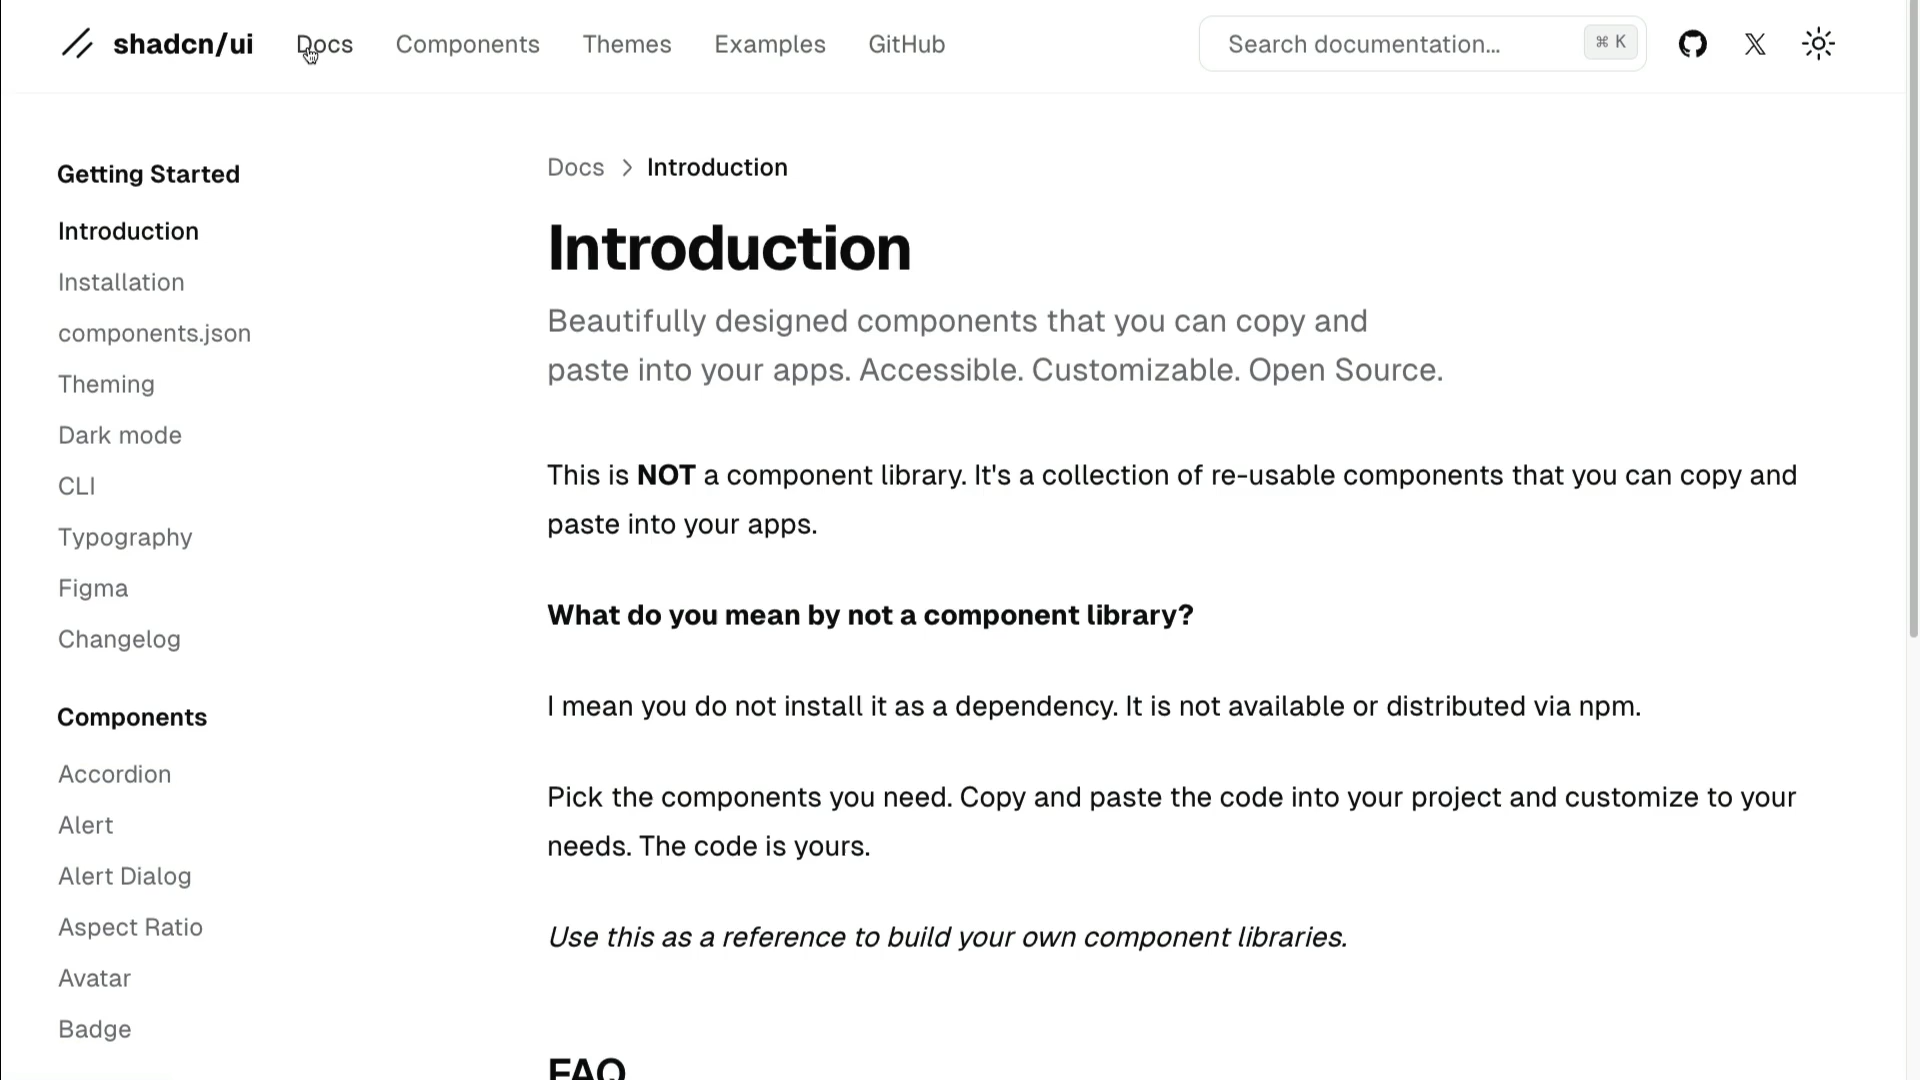 shadcn/ui Docs Components Themes Examples GitHub Search documentation... ⌘ K
Getting Started
Introduction
Installation
components.json
Theming
Dark mode
CLI
Typography
Figma
Changelog
Components
Accordion
Alert
Alert Dialog
Aspect Ratio
Avatar
Badge
Docs > Introduction
Introduction
Beautifully designed components that you can copy and
paste into your apps. Accessible. Customizable. Open Source.
This is NOT a component library. It's a collection of re-usable components that you can copy and
paste into your apps.
What do you mean by not a component library?
I mean you do not install it as a dependency. It is not available or distributed via npm.
Pick the components you need. Copy and paste the code into your project and customize to your
needs. The code is yours.
Use this as a reference to build your own component libraries.
FAQ